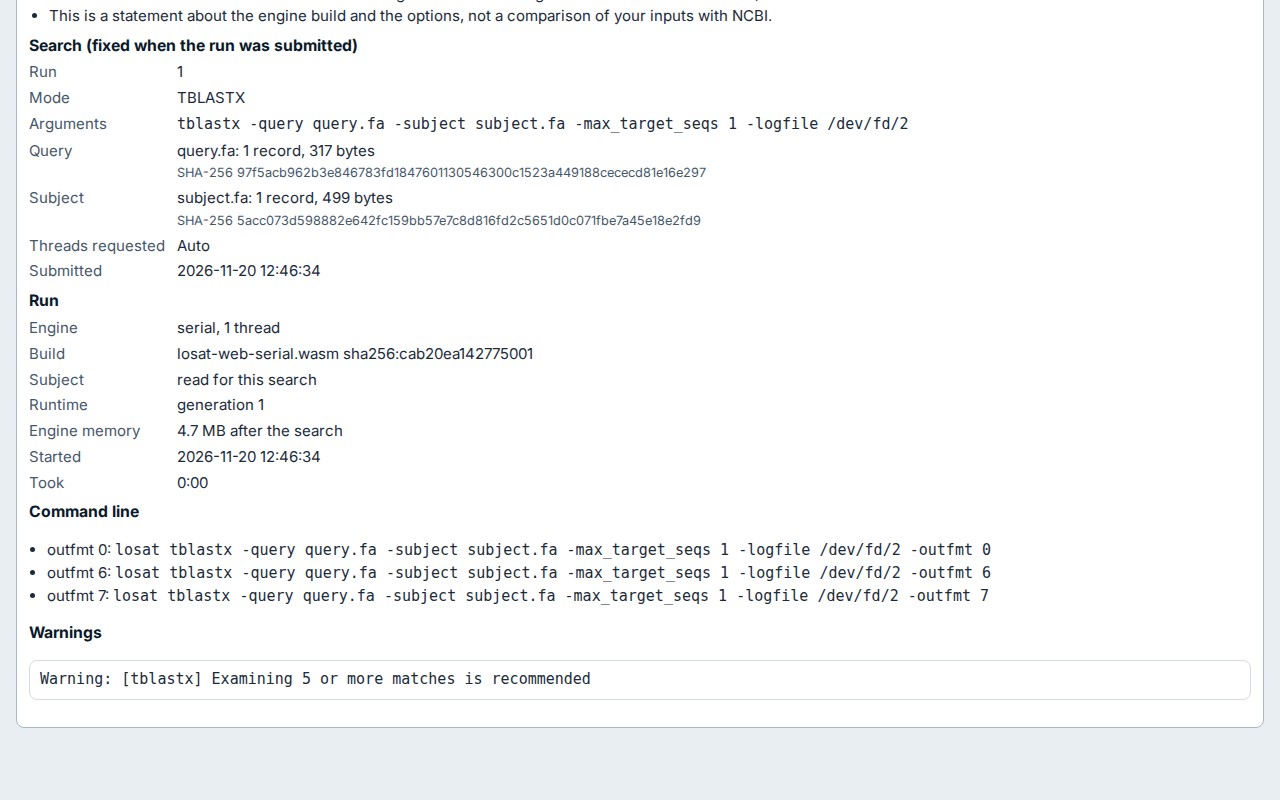 • This is a statement about the engine build and the options, not a comparison of your inputs with NCBI.
Search (fixed when the run was submitted)
Run 1
Mode TBLASTX
Arguments tblastx -query query.fa -subject subject.fa -max_target_seqs 1 -logfile /dev/fd/2
Query query.fa: 1 record, 317 bytes
SHA-256 97f5acb962b3e846783fd1847601130546300c1523a449188cececd81e16e297
Subject subject.fa: 1 record, 499 bytes
SHA-256 5acc073d598882e642fc159bb57e7c8d816fd2c5651d0c071fbe7a45e18e2fd9
Threads requested Auto
Submitted 2026-11-20 12:46:34
Run
Engine serial, 1 thread
Build losat-web-serial.wasm sha256:cab20ea142775001
Subject read for this search
Runtime generation 1
Engine memory 4.7 MB after the search
Started 2026-11-20 12:46:34
Took 0:00
Command line
• outfmt 0: losat tblastx -query query.fa -subject subject.fa -max_target_seqs 1 -logfile /dev/fd/2 -outfmt 0
• outfmt 6: losat tblastx -query query.fa -subject subject.fa -max_target_seqs 1 -logfile /dev/fd/2 -outfmt 6
• outfmt 7: losat tblastx -query query.fa -subject subject.fa -max_target_seqs 1 -logfile /dev/fd/2 -outfmt 7
Warnings
Warning: [tblastx] Examining 5 or more matches is recommended